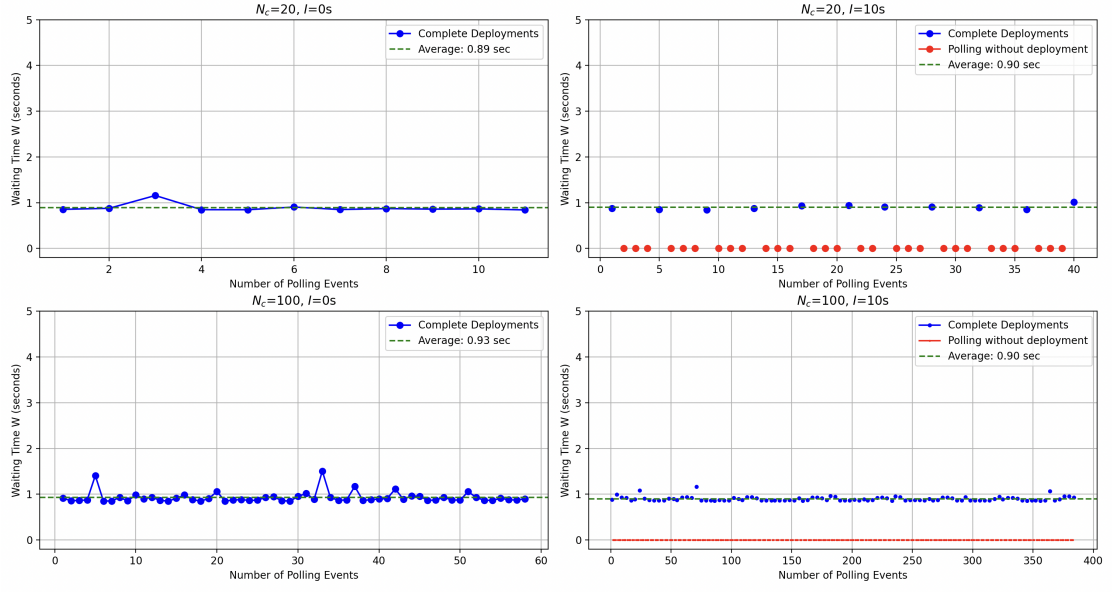 N_c=20, I=0s
5
4
3
2
1
0
Waiting Time W (seconds)
Complete Deployments
Average: 0.89 sec
2 4 6 8 10
Number of Polling Events
N_c=20, I=10s
5
4
3
2
1
0
Waiting Time W (seconds)
Complete Deployments
Polling without deployment
Average: 0.90 sec
0 5 10 15 20 25 30 35 40
Number of Polling Events
N_c=100, I=0s
5
4
3
2
1
0
Waiting Time W (seconds)
Complete Deployments
Average: 0.93 sec
0 10 20 30 40 50 60
Number of Polling Events
N_c=100, I=10s
5
4
3
2
1
0
Waiting Time W (seconds)
Complete Deployments
Polling without deployment
Average: 0.90 sec
0 50 100 150 200 250 300 350 400
Number of Polling Events